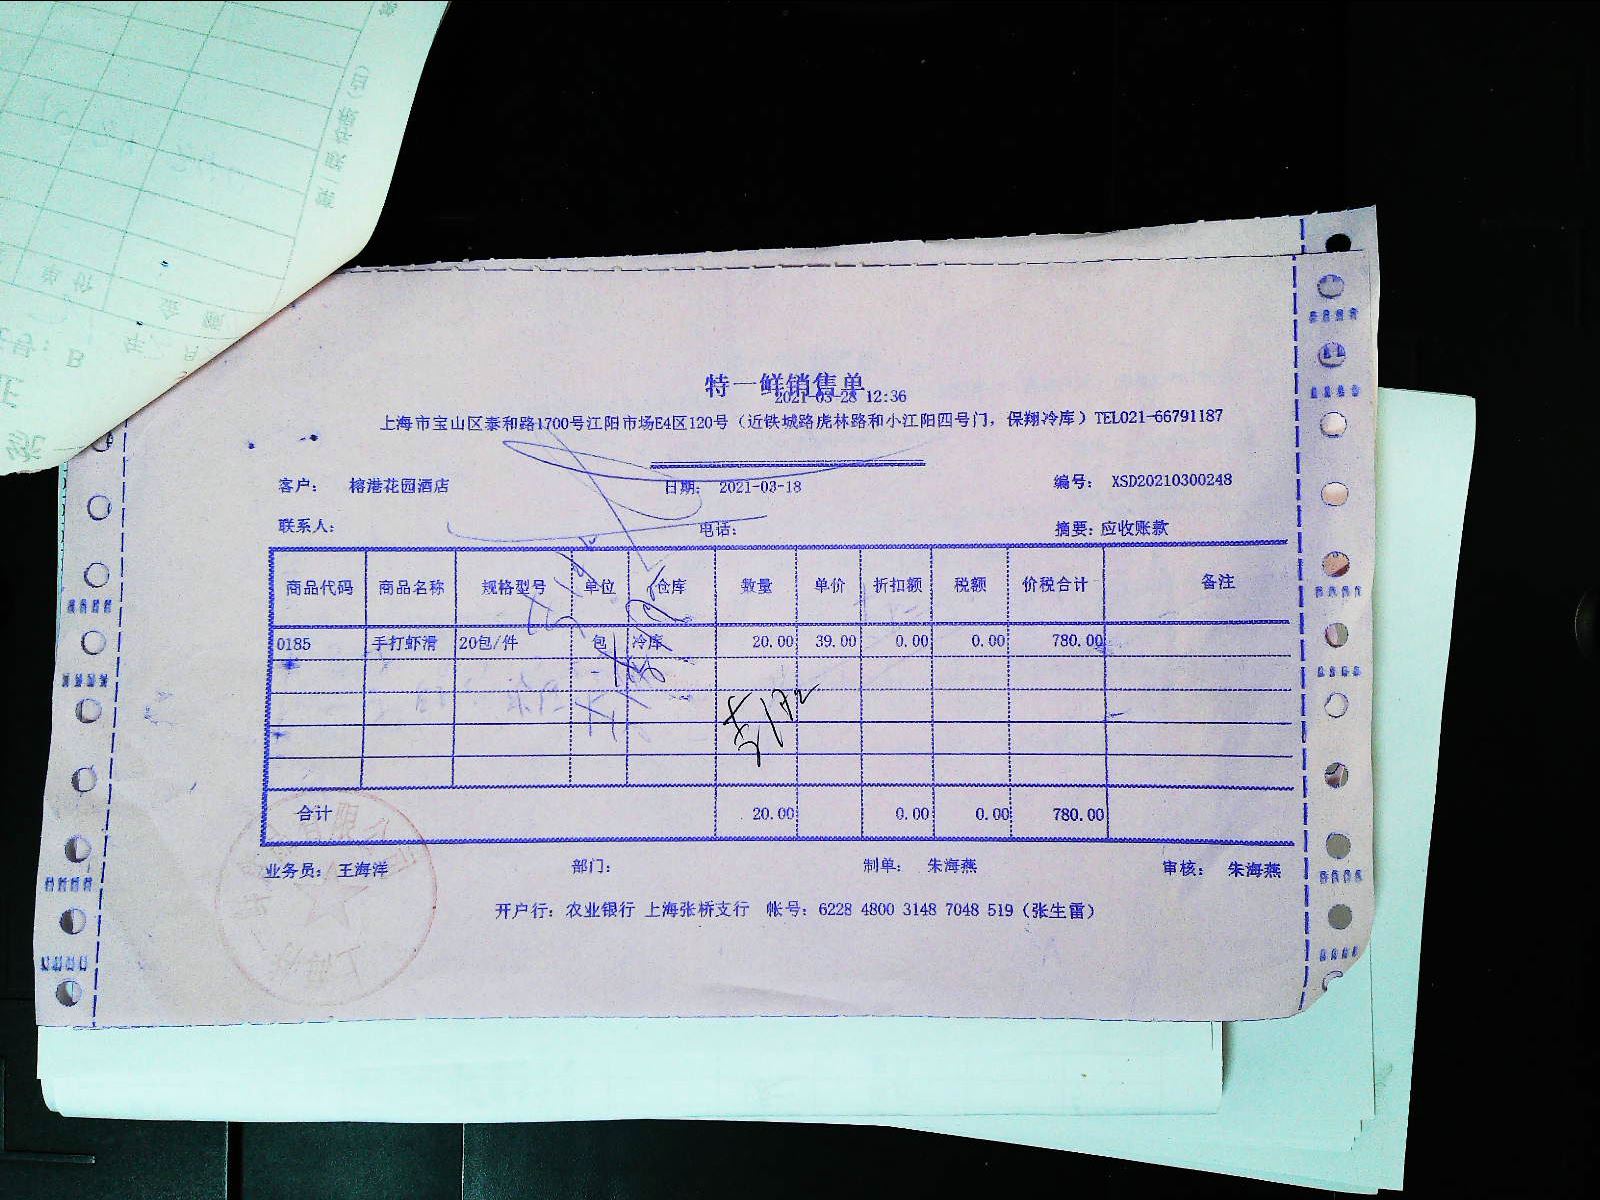 特一鲜销售单
2021-03-28 12:36
上海市宝山区泰和路1700号江阳市场E4区120号（近铁城路虎林路和小江阳四号门，保翔冷库）TEL021-66791187
客户： 榕港花园酒店 日期： 2021-03-18 编号： XSD20210300248
联系人： 电话： 摘要：应收账款
商品代码 商品名称 规格型号 单位 仓库 数量 单价 折扣额 税额 价税合计 备注
0185 手打虾滑 20包/件 包 冷库 20.00 39.00 0.00 0.00 780.00
合计 20.00 0.00 0.00 780.00
业务员： 王海洋 部门： 制单： 朱海燕 审核： 朱海燕
开户行：农业银行 上海张桥支行 帐号：6228 4800 3148 7048 519（张生雷）